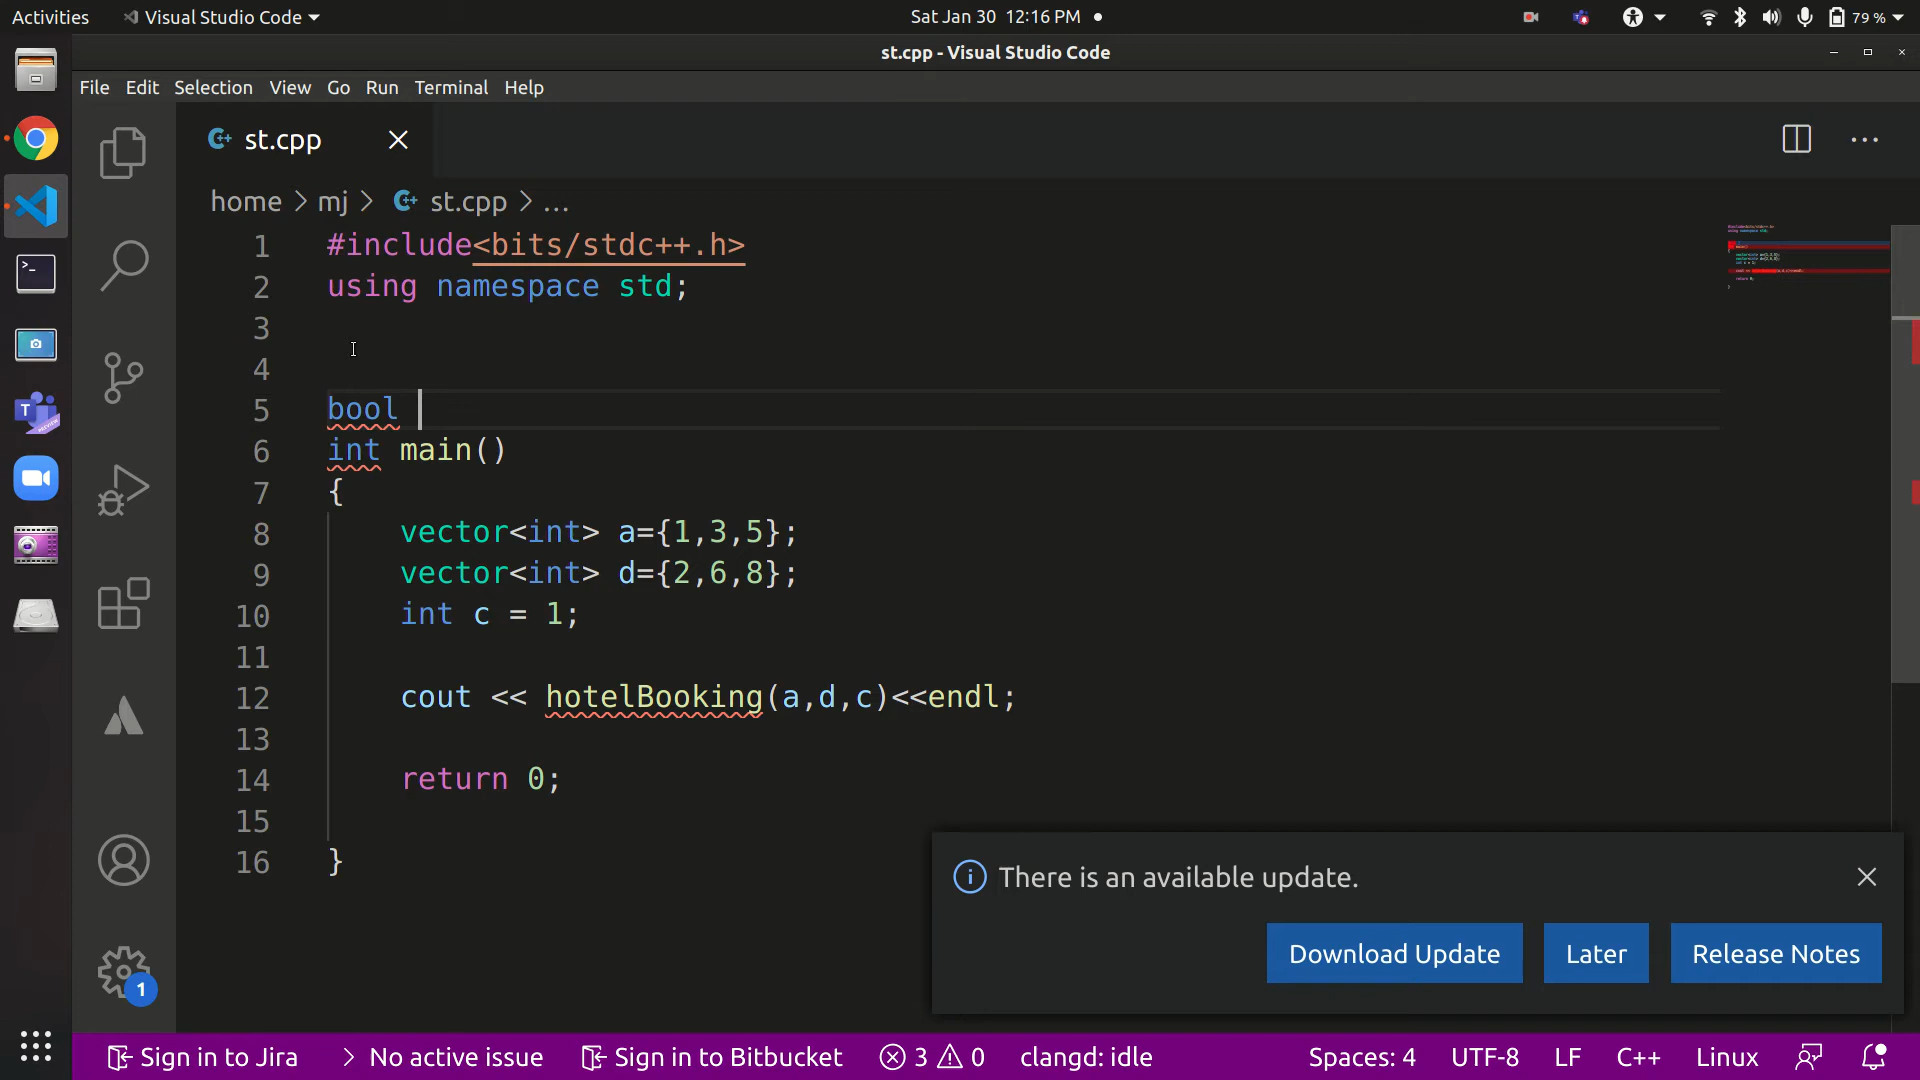 Activities Visual Studio Code Sat Jan 30 12:16 PM 79 %
st.cpp - Visual Studio Code
File Edit Selection View Go Run Terminal Help
st.cpp
home > mj > st.cpp > ...
1 #include<bits/stdc++.h>
2 using namespace std;
3
4
5 bool
6 int main()
7 {
8 vector<int> a={1,3,5};
9 vector<int> d={2,6,8};
10 int c = 1;
11
12 cout << hotelBooking(a,d,c)<<endl;
13
14 return 0;
15
16 }
There is an available update.
Download Update Later Release Notes
1
Sign in to Jira > No active issue Sign in to Bitbucket 3 0 clangd: idle Spaces: 4 UTF-8 LF C++ Linux